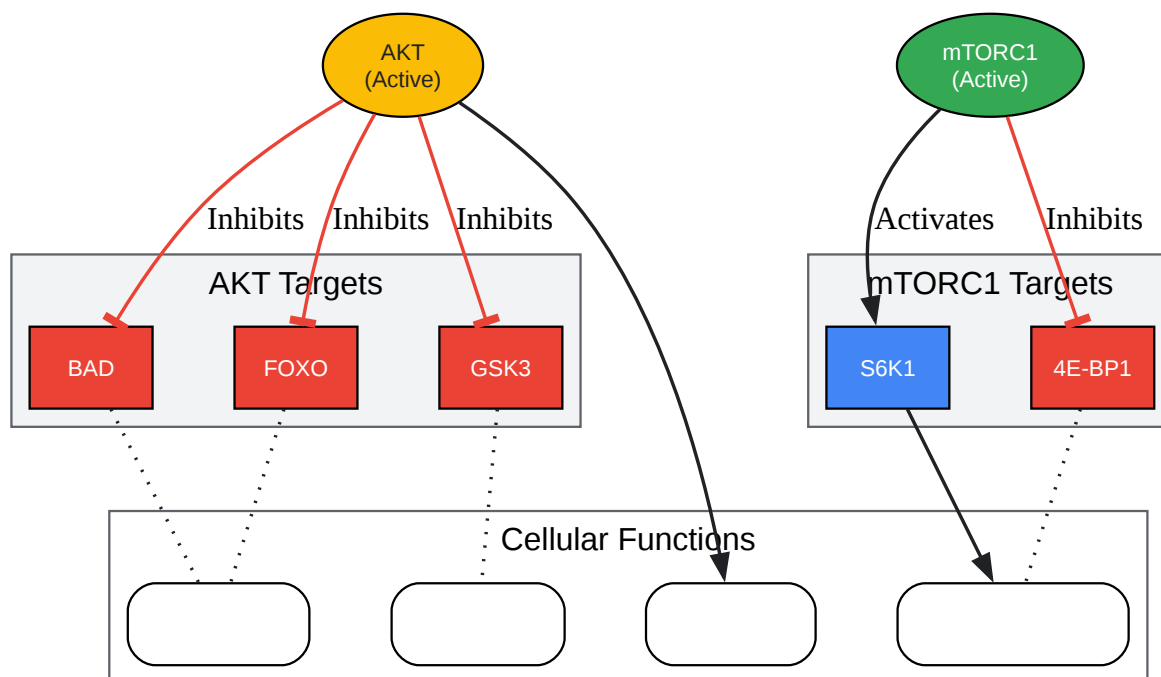 AKT
(Active)
mTORC1
(Active)
Inhibits
Inhibits
Inhibits
Activates
Inhibits
AKT Targets
mTORC1 Targets
BAD
FOXO
GSK3
S6K1
4E-BP1
Cellular Functions